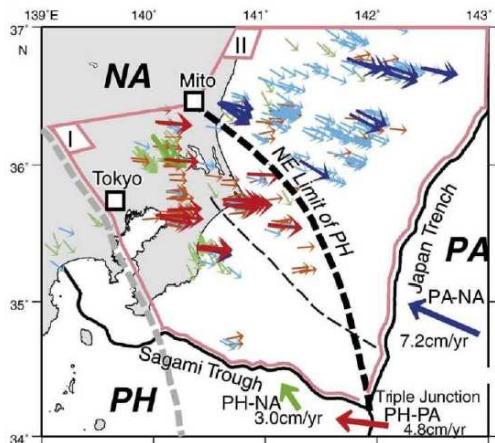 139°E 140° 141° 142° 143°
37°
N
II
NA
Mito
I
36°
Tokyo
NE Limit of PH
Japan Trench
PA
35°
PA-NA
7.2cm/yr
Sagami Trough
PH-NA
3.0cm/yr
Triple Junction
PH-PA
4.8cm/yr
PH
34°